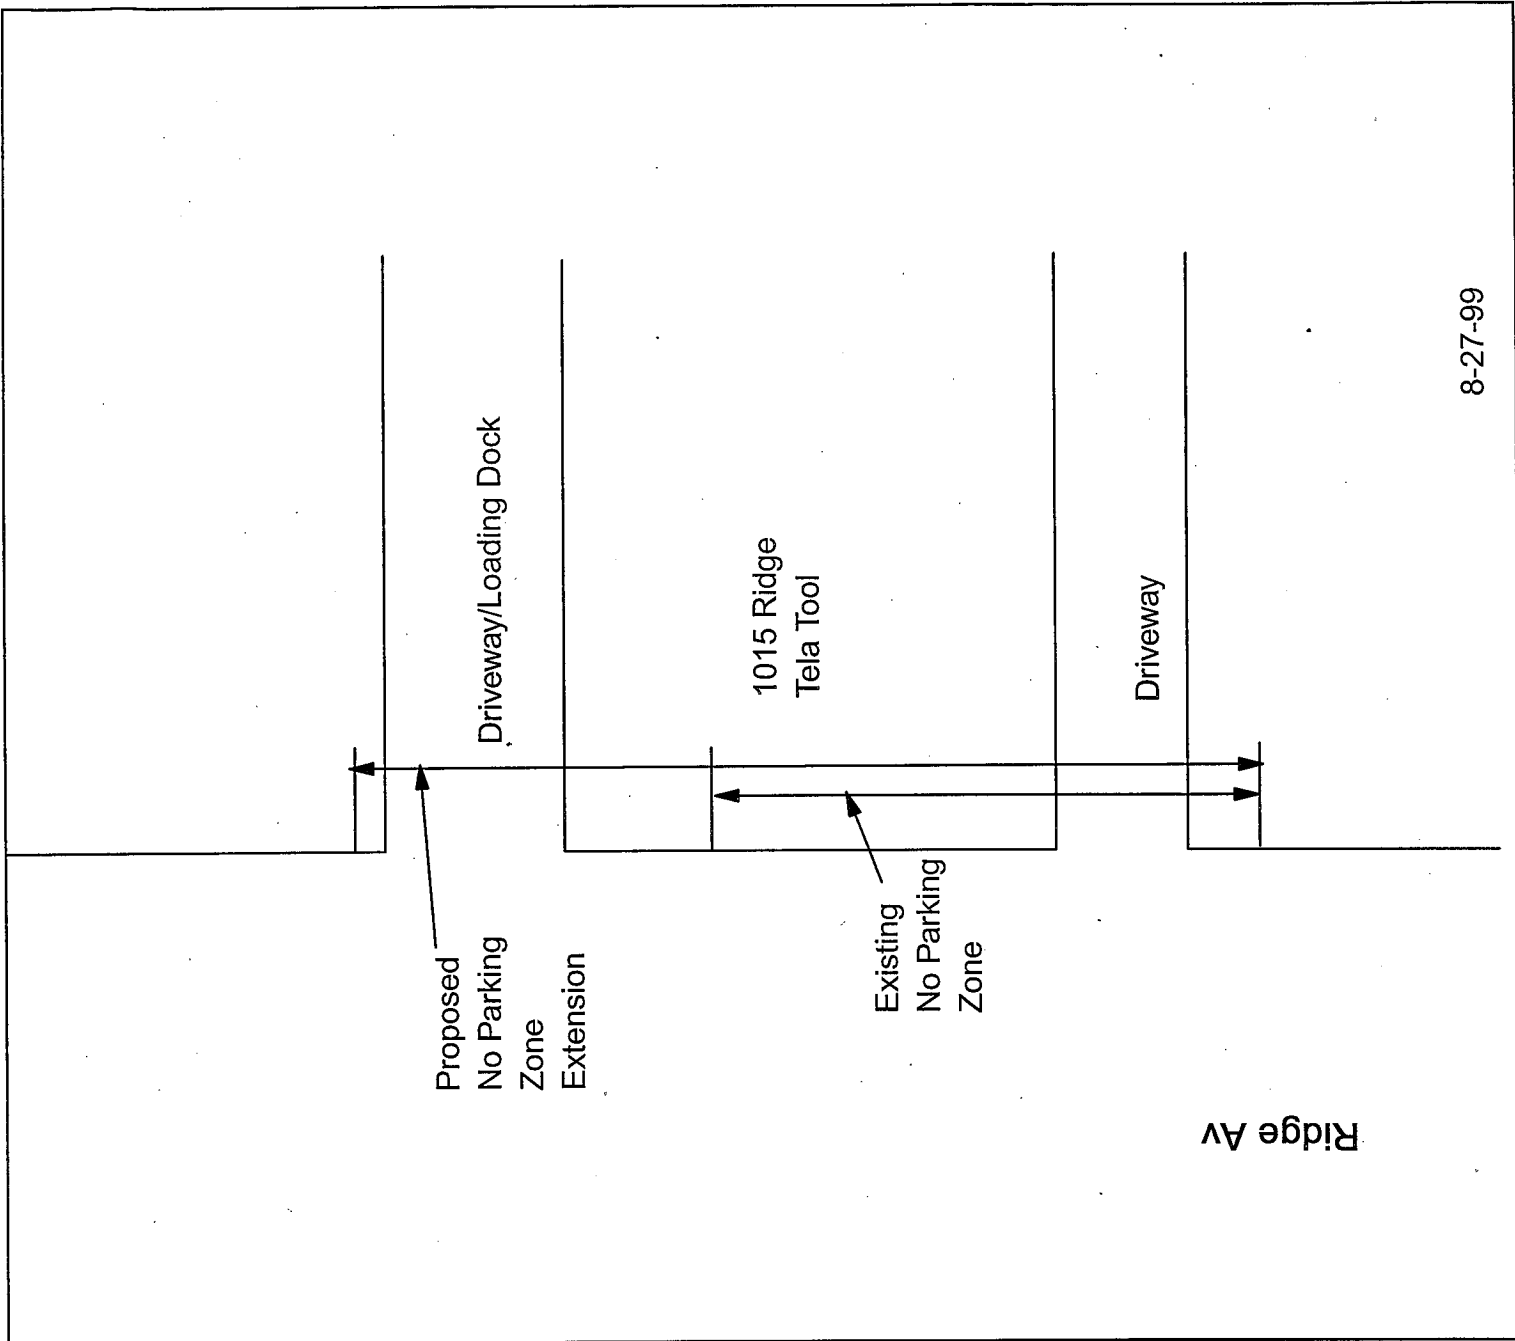 Proposed
No Parking
Zone
Extension
Driveway/Loading Dock
1015 Ridge
Tela Tool
Existing
No Parking
Zone
Driveway
Ridge Av
8-27-99